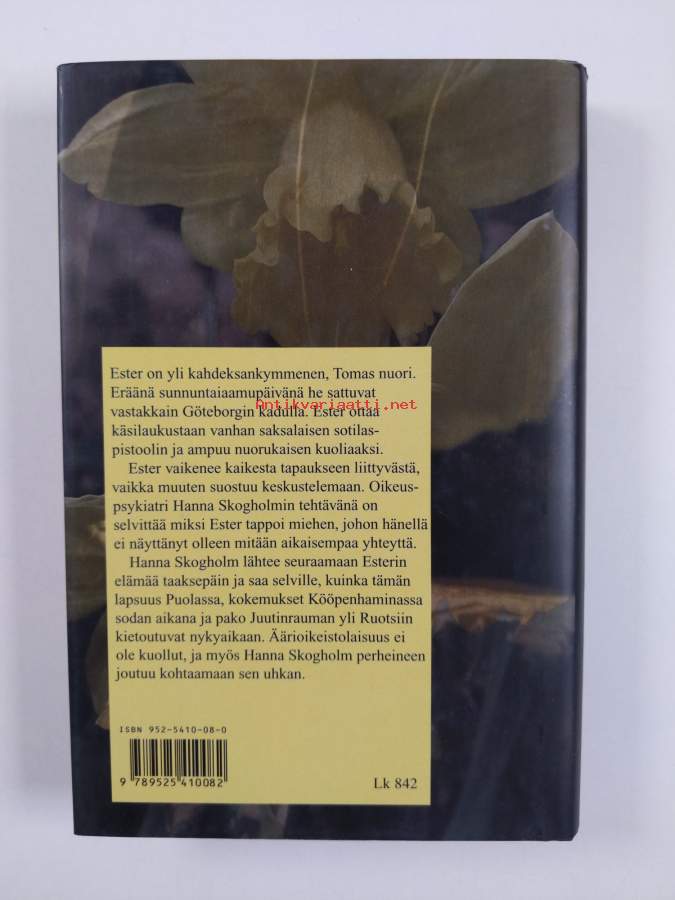 Ester on yli kahdeksankymmenen, Tomas nuori.
Eräänä sunnuntaiaamupäivänä he sattuvat
vastakkain Göteborgin kadulla. Ester ottaa
Antikvariaatti.net
käsilaukustaan vanhan saksalaisen sotilas-
pistoolin ja ampuu nuorukaisen kuoliaaksi.
Ester vaikenee kaikesta tapaukseen liittyvästä,
vaikka muuten suostuu keskustelemaan. Oikeus-
psykiatri Hanna Skogholmin tehtävänä on
selvittää miksi Ester tappoi miehen, johon hänellä
ei näyttänyt olleen mitään aikaisempaa yhteyttä.
Hanna Skogholm lähtee seuraamaan Esterin
elämää taaksepäin ja saa selville, kuinka tämän
lapsuus Puolassa, kokemukset Kööpenhaminassa
sodan aikana ja pako Juutinrauman yli Ruotsiin
kietoutuvat nykyaikaan. Äärioikeistolaisuus ei
ole kuollut, ja myös Hanna Skogholm perheineen
joutuu kohtaamaan sen uhkan.
ISBN 952-5410-08-0
9 789525 410082
Lk 842